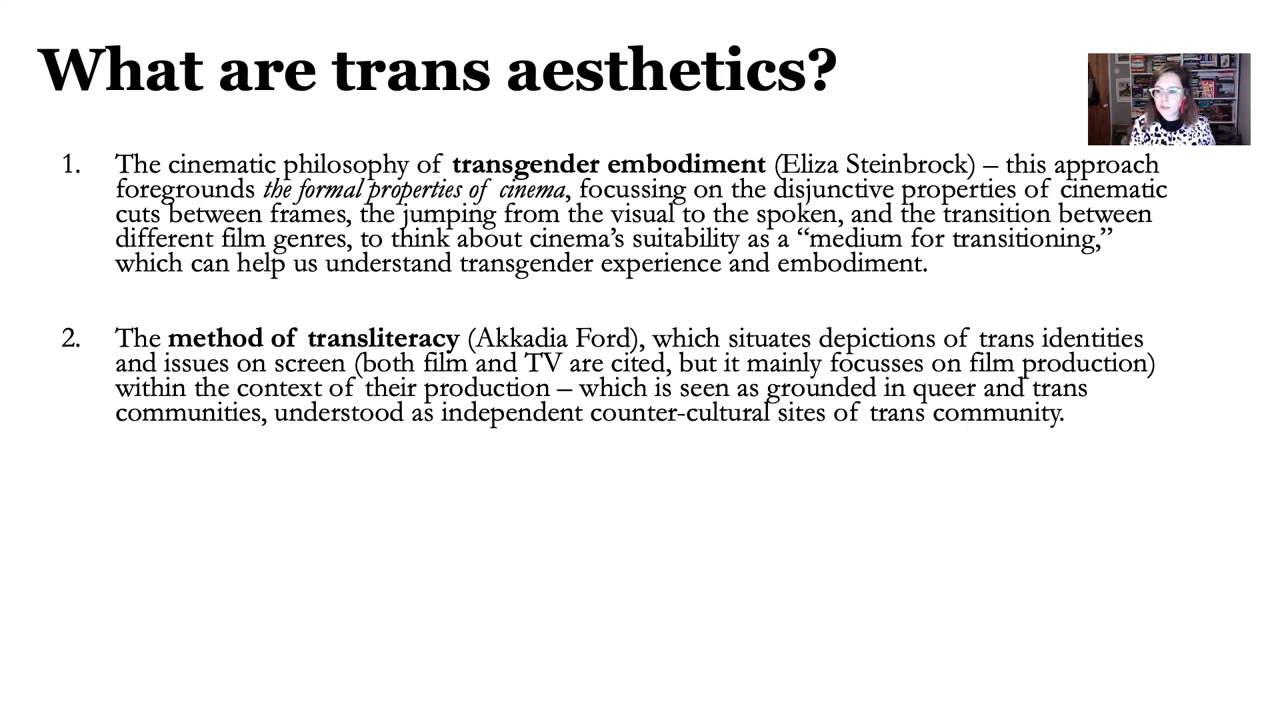 What are trans aesthetics?
1. The cinematic philosophy of transgender embodiment (Eliza Steinbrock) – this approach
foregrounds the formal properties of cinema, focussing on the disjunctive properties of cinematic
cuts between frames, the jumping from the visual to the spoken, and the transition between
different film genres, to think about cinema’s suitability as a “medium for transitioning,”
which can help us understand transgender experience and embodiment.
2. The method of transliteracy (Akkadia Ford), which situates depictions of trans identities
and issues on screen (both film and TV are cited, but it mainly focusses on film production)
within the context of their production – which is seen as grounded in queer and trans
communities, understood as independent counter-cultural sites of trans community.